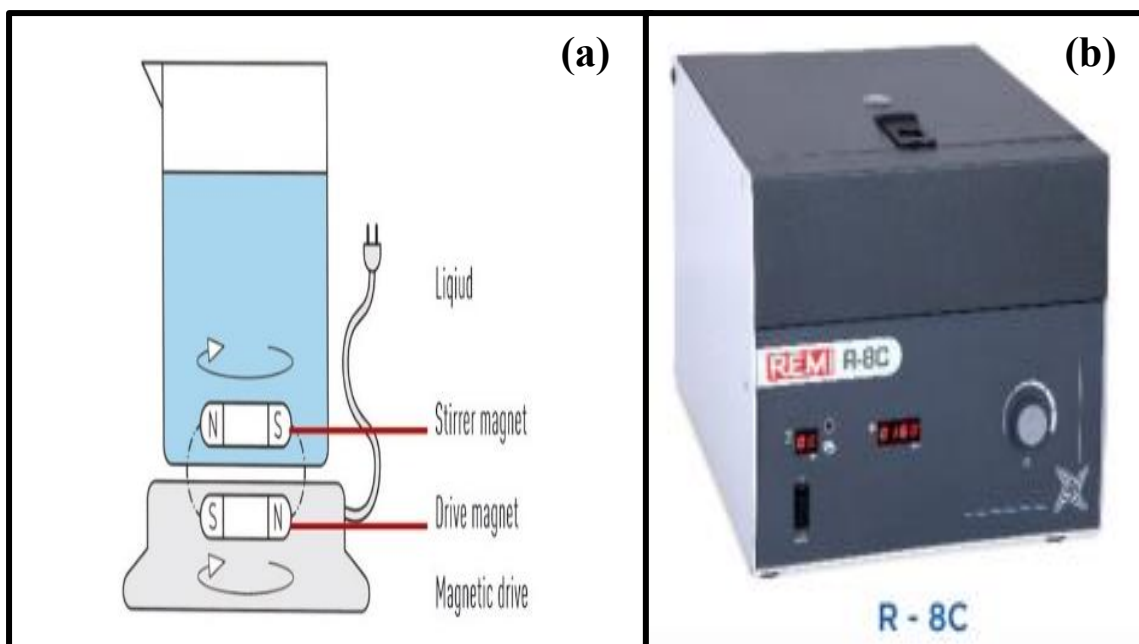 (a)
Liqiud
N S
Stirrer magnet
S N
Drive magnet
Magnetic drive
(b)
REMI R-8C
R - 8C